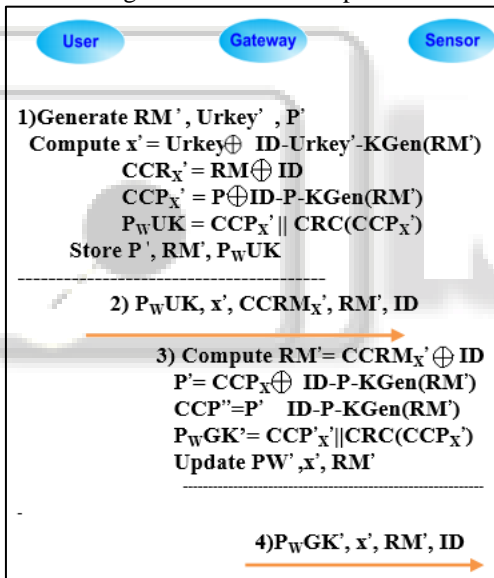 User Gateway Sensor
1)Generate RM', Urkey' , P'
Compute x' = Urkey⊕ ID-Urkey'-KGen(RM')
CCRX' = RM⊕ ID
CCPX' = P⊕ID-P-KGen(RM')
PWUK = CCPX'|| CRC(CCPX')
Store P', RM', PWUK
2) PWUK, x', CCRMX', RM', ID
3) Compute RM'= CCRMX'⊕ ID
P'= CCPX⊕ ID-P-KGen(RM')
CCP''=P' ID-P-KGen(RM')
PWGK'= CCP'X'||CRC(CCPX')
Update PW' ,x', RM'
4)PWGK', x', RM', ID